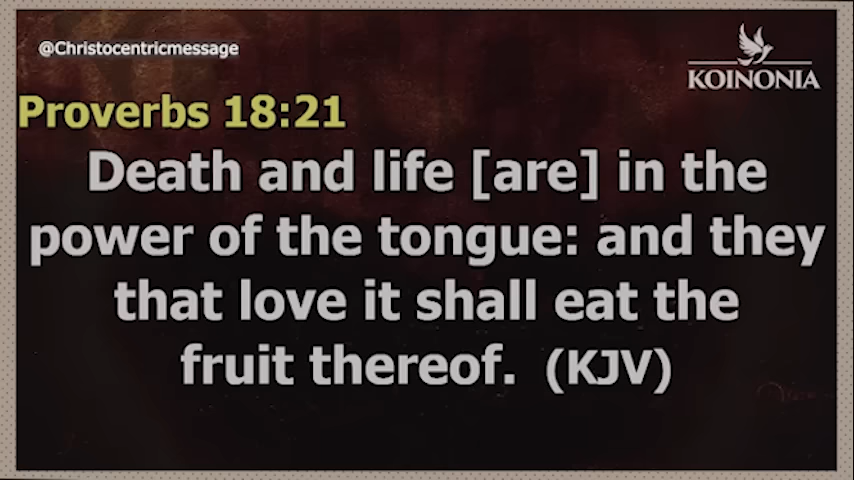 @Christocentricmessage
KOINONIA
Proverbs 18:21
Death and life [are] in the
power of the tongue: and they
that love it shall eat the
fruit thereof. (KJV)